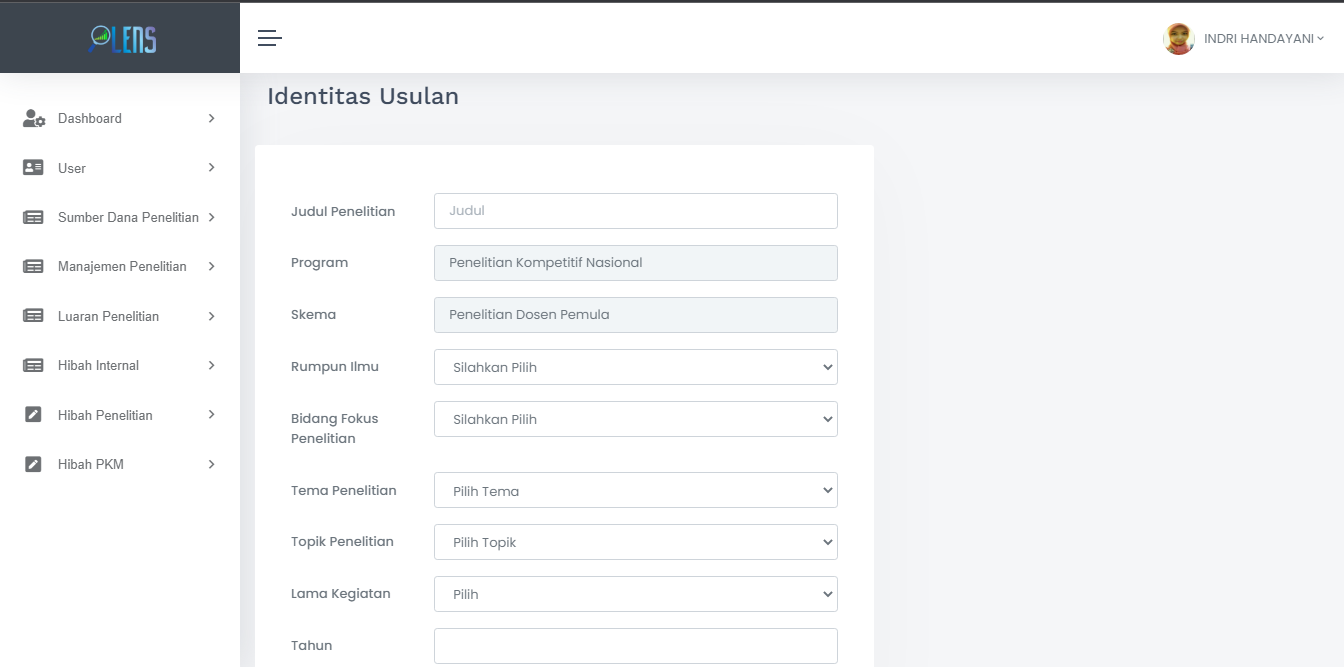 OLENS
INDRI HANDAYANI
Identitas Usulan
Dashboard
User
Sumber Dana Penelitian
Manajemen Penelitian
Luaran Penelitian
Hibah Internal
Hibah Penelitian
Hibah PKM
Judul Penelitian
Judul
Program
Penelitian Kompetitif Nasional
Skema
Penelitian Dosen Pemula
Rumpun Ilmu
Silahkan Pilih
Bidang Fokus
Penelitian
Silahkan Pilih
Tema Penelitian
Pilih Tema
Topik Penelitian
Pilih Topik
Lama Kegiatan
Pilih
Tahun